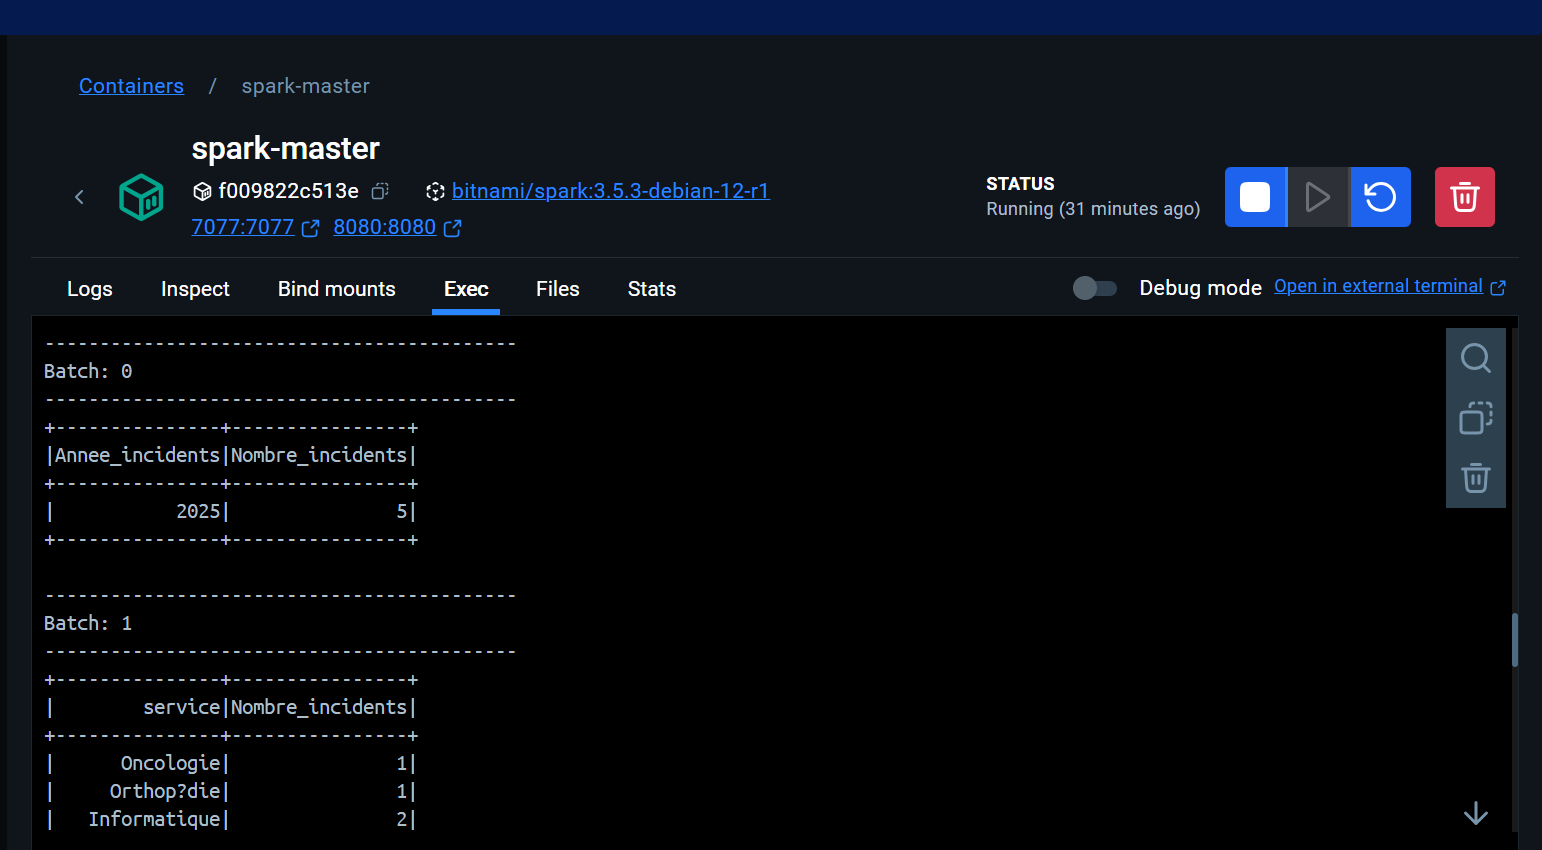 Containers / spark-master
spark-master
f009822c513e bitnami/spark:3.5.3-debian-12-r1
7077:7077 8080:8080
STATUS
Running (31 minutes ago)
Logs Inspect Bind mounts Exec Files Stats Debug mode Open in external terminal
-------------------------------------------
Batch: 0
-------------------------------------------
+---------------+----------------+
|Annee_incidents|Nombre_incidents|
+---------------+----------------+
|           2025|               5|
+---------------+----------------+
-------------------------------------------
Batch: 1
-------------------------------------------
+---------------+----------------+
|        service|Nombre_incidents|
+---------------+----------------+
|      Oncologie|               1|
|     Orthop?die|               1|
|   Informatique|               2|